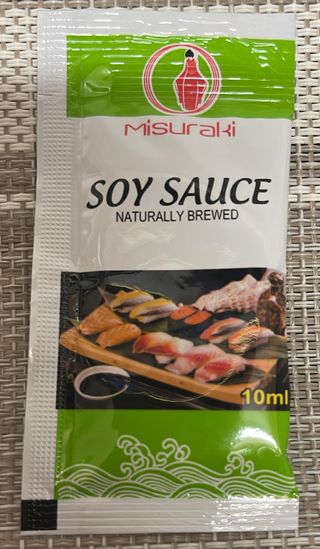 Misuraki
SOY SAUCE
NATURALLY BREWED
10ml